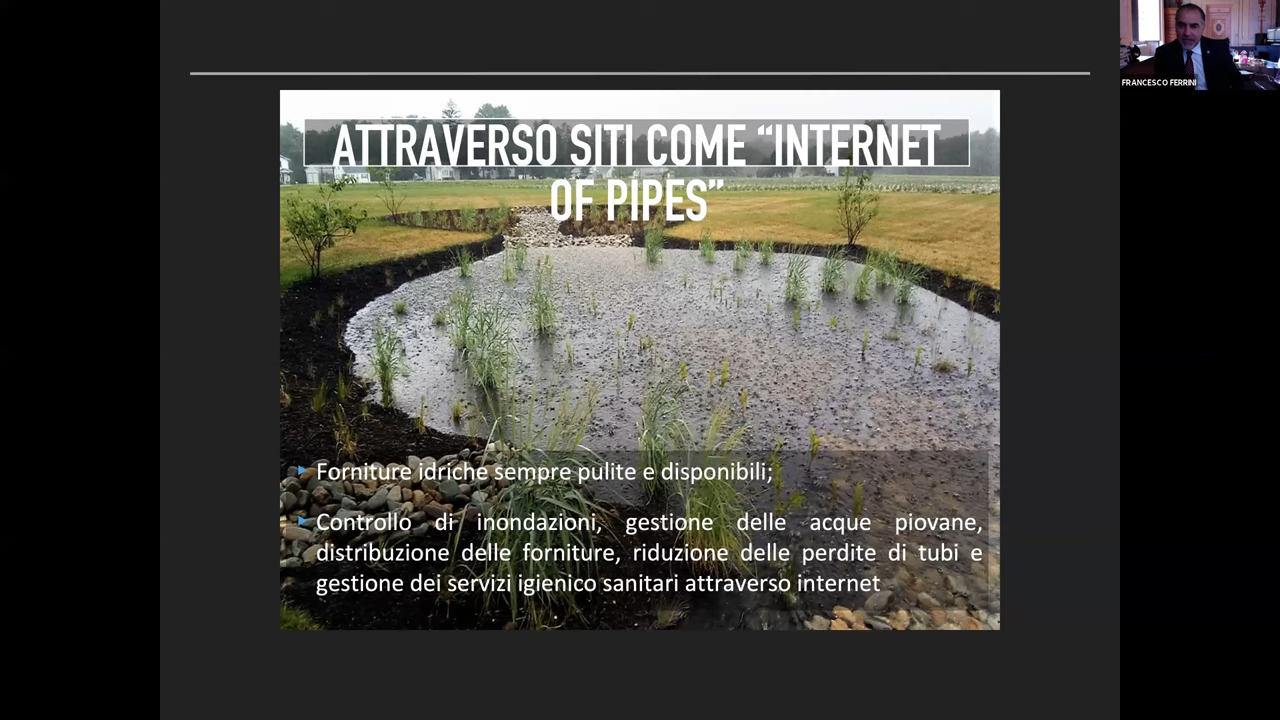 FRANCESCO FERRINI
ATTRAVERSO SITI COME “INTERNET
OF PIPES”
Forniture idriche sempre pulite e disponibili;
Controllo di inondazioni, gestione delle acque piovane,
distribuzione delle forniture, riduzione delle perdite di tubi e
gestione dei servizi igienico sanitari attraverso internet